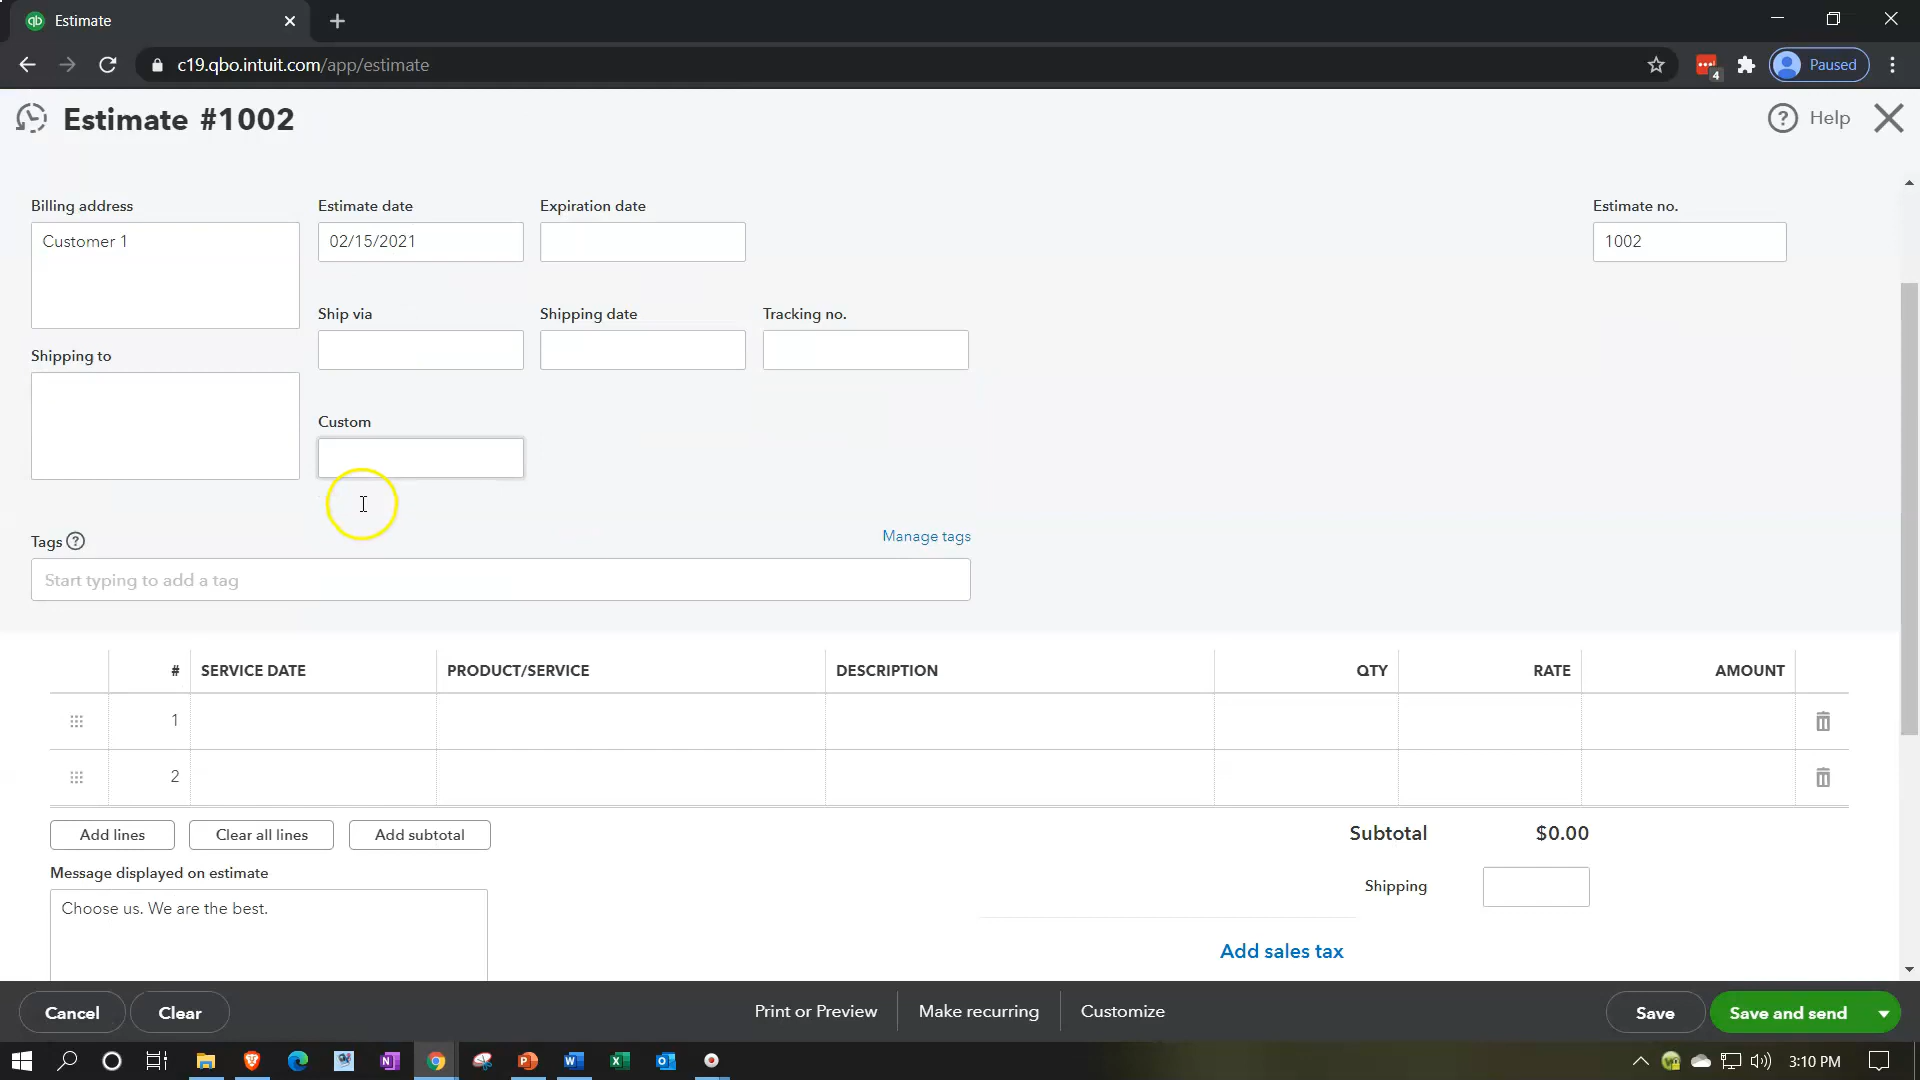 Estimate
c19.qbo.intuit.com/app/estimate
4
Paused
Estimate #1002
Help
Billing address
Estimate date
Expiration date
Estimate no.
Customer 1
02/15/2021
1002
Ship via
Shipping date
Tracking no.
Shipping to
Custom
Tags
Manage tags
Start typing to add a tag
# SERVICE DATE PRODUCT/SERVICE DESCRIPTION QTY RATE AMOUNT
1
2
Add lines
Clear all lines
Add subtotal
Subtotal $0.00
Message displayed on estimate
Shipping
Choose us. We are the best.
Add sales tax
Cancel
Clear
Print or Preview
Make recurring
Customize
Save
Save and send
3:10 PM